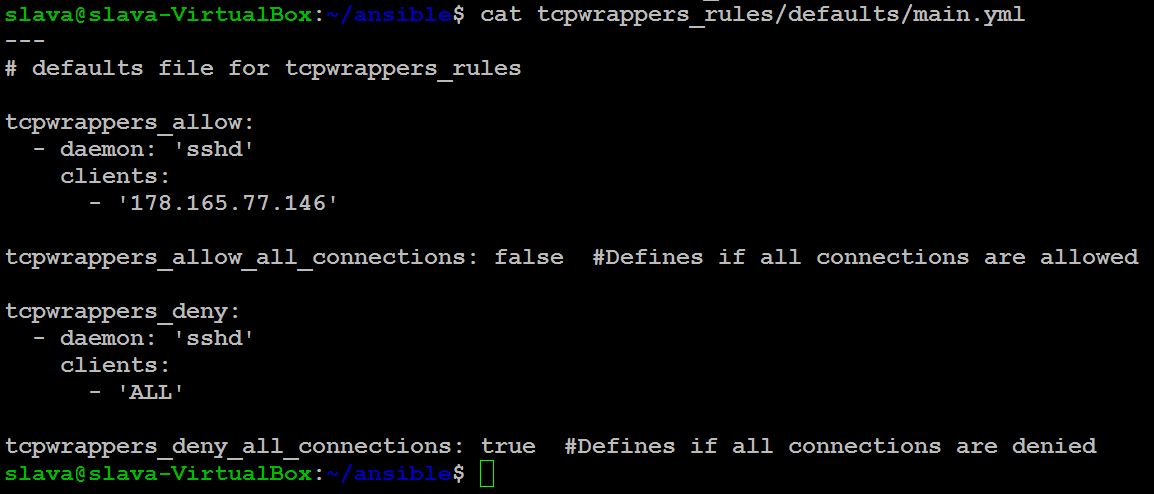 slava@slava-VirtualBox:~/ansible$ cat tcpwrappers_rules/defaults/main.yml
---
# defaults file for tcpwrappers_rules
tcpwrappers_allow:
  - daemon: 'sshd'
    clients:
      - '178.165.77.146'
tcpwrappers_allow_all_connections: false  #Defines if all connections are allowed
tcpwrappers_deny:
  - daemon: 'sshd'
    clients:
      - 'ALL'
tcpwrappers_deny_all_connections: true  #Defines if all connections are denied
slava@slava-VirtualBox:~/ansible$